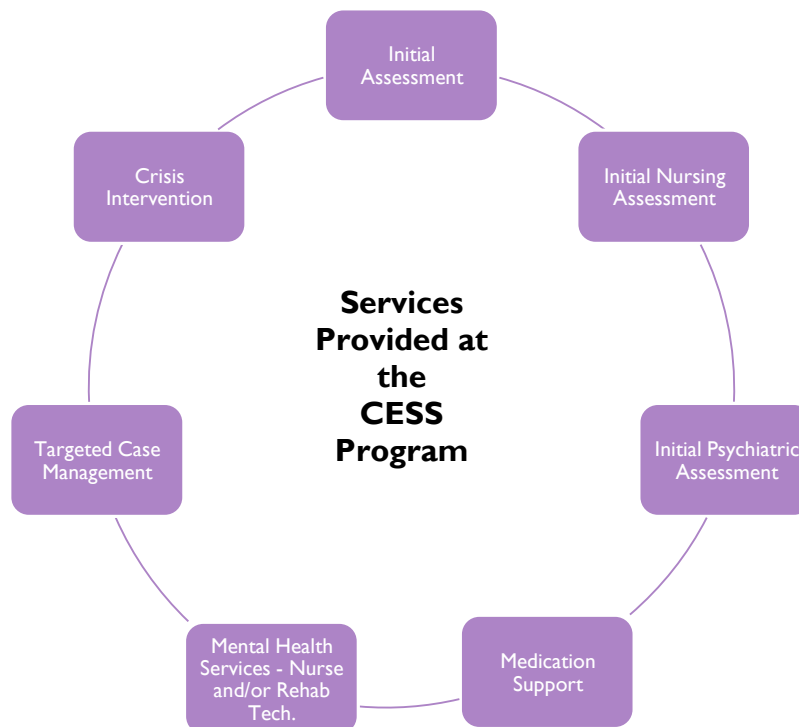 Initial
Assessment
Initial Nursing
Assessment
Initial Psychiatric
Assessment
Medication
Support
Mental Health
Services - Nurse
and/or Rehab
Tech.
Targeted Case
Management
Crisis
Intervention
Services
Provided at
the
CESS
Program